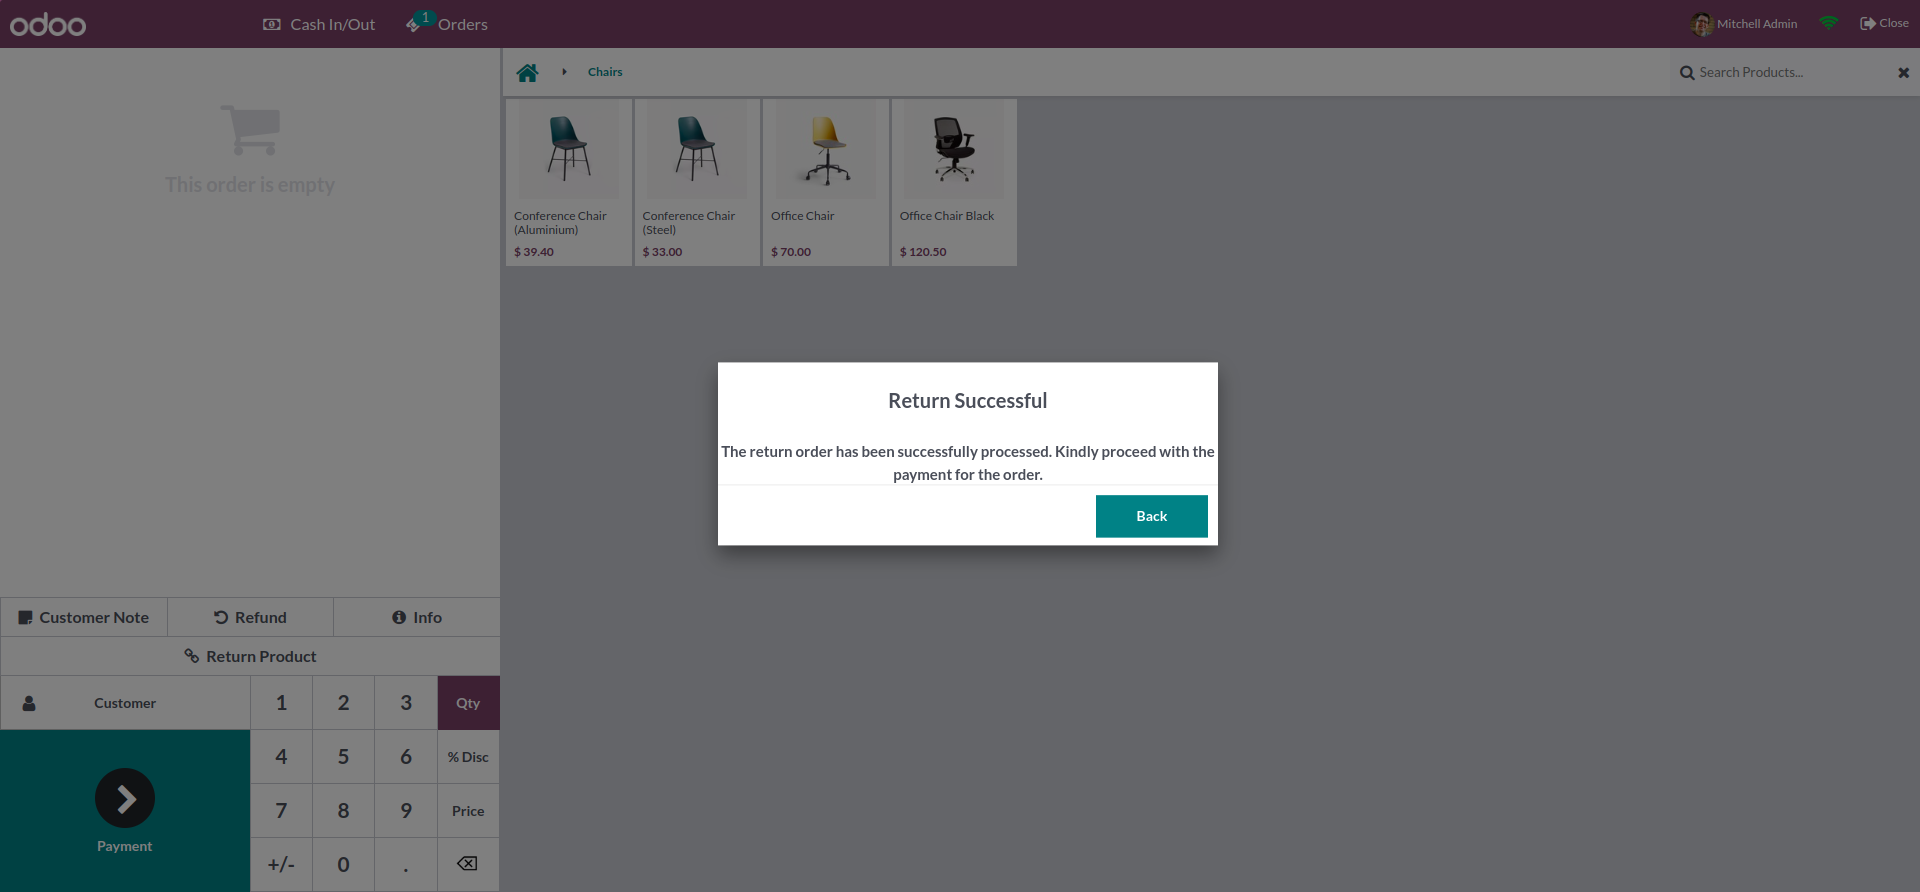 odoo
Cash In/Out
1
Orders
Mitchell Admin
Close
This order is empty
Chairs
Search Products...
Conference Chair
(Aluminium)
$ 39.40
Conference Chair
(Steel)
$ 33.00
Office Chair
$ 70.00
Office Chair Black
$ 120.50
Return Successful
The return order has been successfully processed. Kindly proceed with the
payment for the order.
Back
Customer Note
Refund
Info
Return Product
Customer
1 2 3 Qty
4 5 6 % Disc
7 8 9 Price
+/- 0 .
Payment